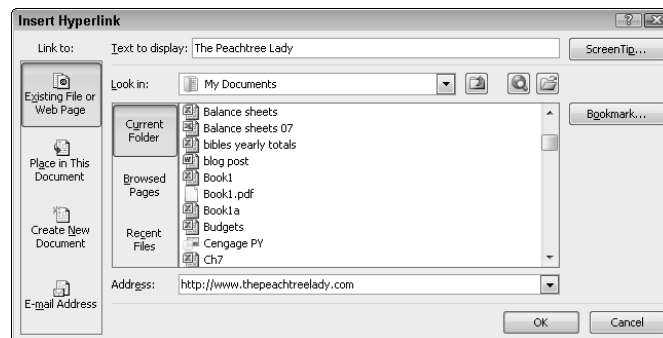 Insert Hyperlink
Link to:
Text to display: The Peachtree Lady
ScreenTip...
Look in: My Documents
Existing File or
Web Page
Bookmark...
Current
Folder
Balance sheets
Balance sheets 07
bibles yearly totals
blog post
Book1
Book1.pdf
Book1a
Budgets
Cengage PY
Ch7
Place in This
Document
Browsed
Pages
Create New
Document
Recent
Files
E-mail Address
Address: http://www.thepeachtreelady.com
OK
Cancel